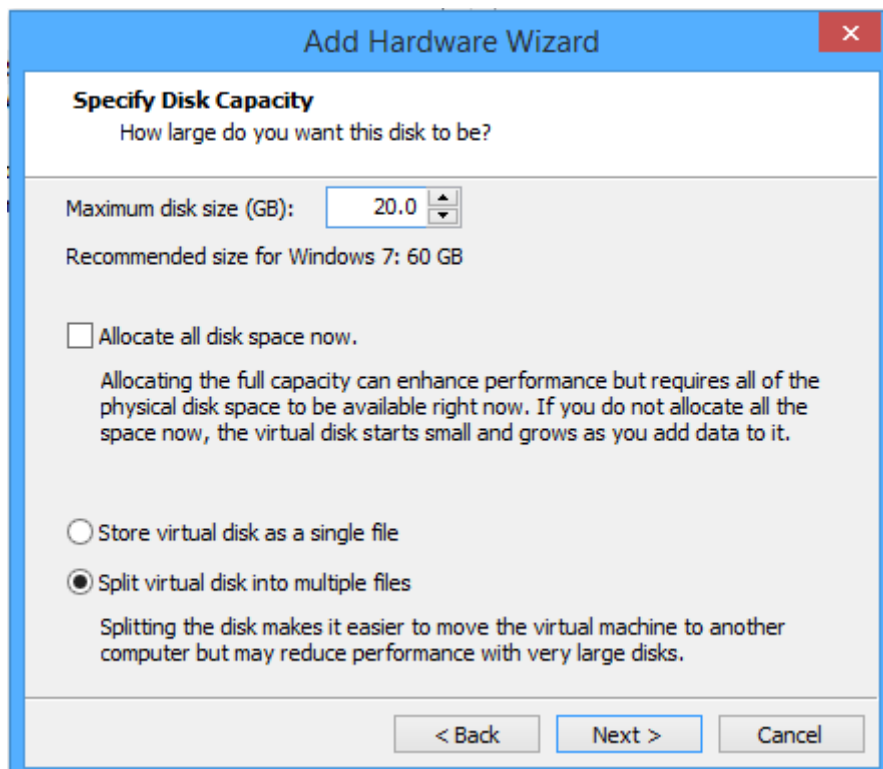 Add Hardware Wizard
Specify Disk Capacity
How large do you want this disk to be?
Maximum disk size (GB): 20.0
Recommended size for Windows 7: 60 GB
Allocate all disk space now.
Allocating the full capacity can enhance performance but requires all of the
physical disk space to be available right now. If you do not allocate all the
space now, the virtual disk starts small and grows as you add data to it.
Store virtual disk as a single file
Split virtual disk into multiple files
Splitting the disk makes it easier to move the virtual machine to another
computer but may reduce performance with very large disks.
< Back Next > Cancel